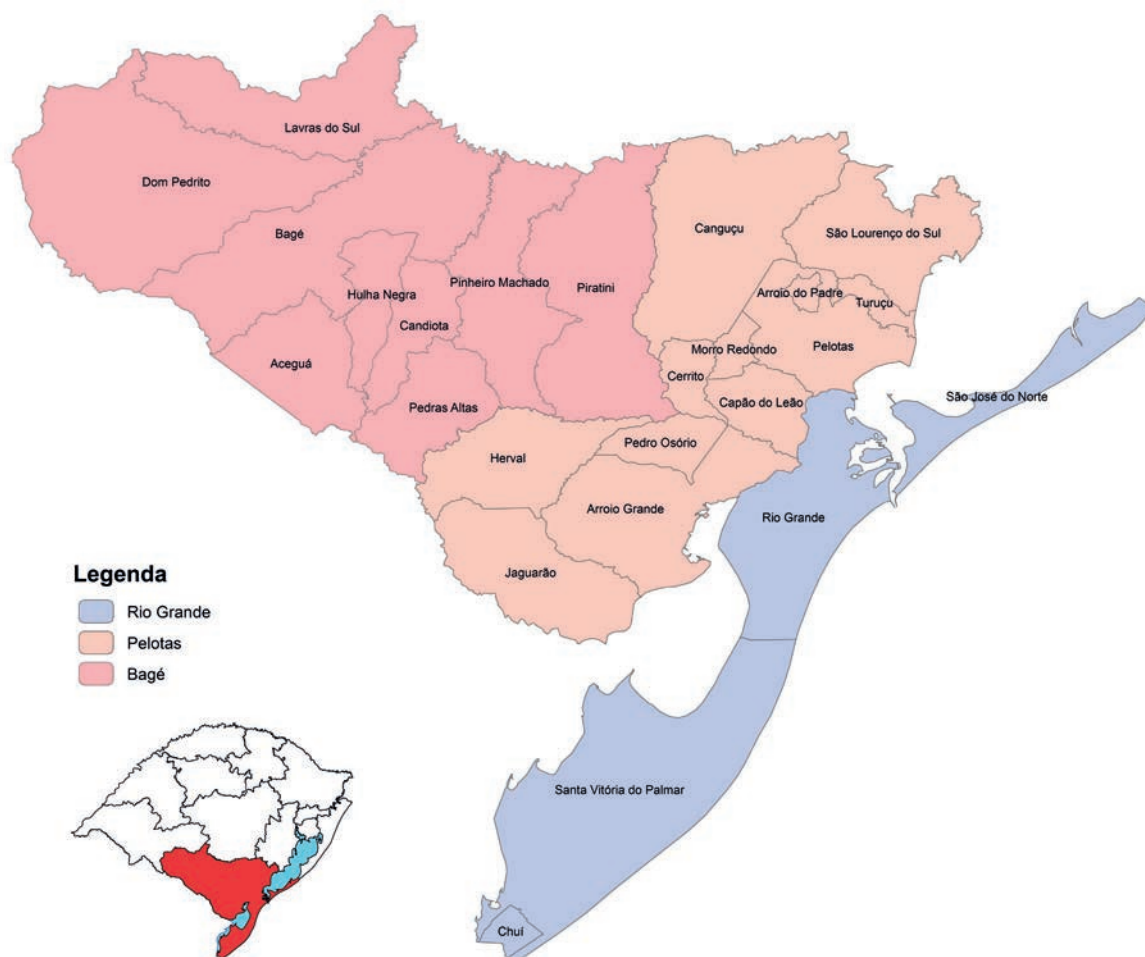 Lavras do Sul
Dom Pedrito
Canguçu
Bagé
São Lourenço do Sul
Pinheiro Machado
Piratini
Hulha Negra
Arroio do Padre
Turuçu
Candiota
Morro Redondo
Pelotas
Aceguá
Cerrito
São José do Norte
Pedras Altas
Capão do Leão
Pedro Osório
Herval
Arroio Grande
Rio Grande
Jaguarão
Legenda
Rio Grande
Pelotas
Bagé
Santa Vitória do Palmar
Chuí